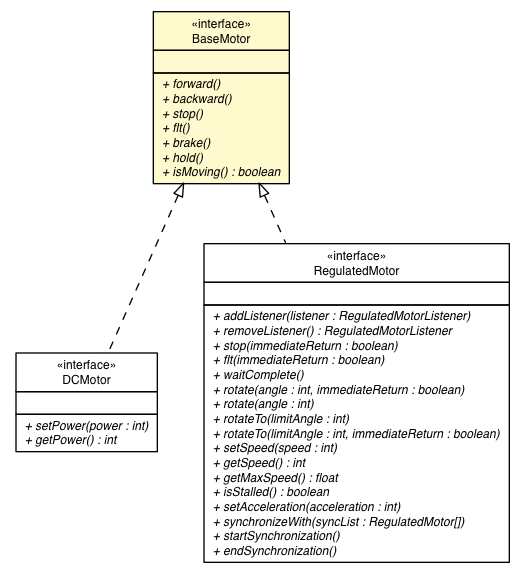 «interface»
BaseMotor
+ forward()
+ backward()
+ stop()
+ flt()
+ brake()
+ hold()
+ isMoving() : boolean
«interface»
RegulatedMotor
+ addListener(listener : RegulatedMotorListener)
+ removeListener() : RegulatedMotorListener
+ stop(immediateReturn : boolean)
+ flt(immediateReturn : boolean)
+ waitComplete()
+ rotate(angle : int, immediateReturn : boolean)
+ rotate(angle : int)
+ rotateTo(limitAngle : int)
+ rotateTo(limitAngle : int, immediateReturn : boolean)
+ setSpeed(speed : int)
+ getSpeed() : int
+ getMaxSpeed() : float
+ isStalled() : boolean
+ setAcceleration(acceleration : int)
+ synchronizeWith(syncList : RegulatedMotor[])
+ startSynchronization()
+ endSynchronization()
«interface»
DCMotor
+ setPower(power : int)
+ getPower() : int